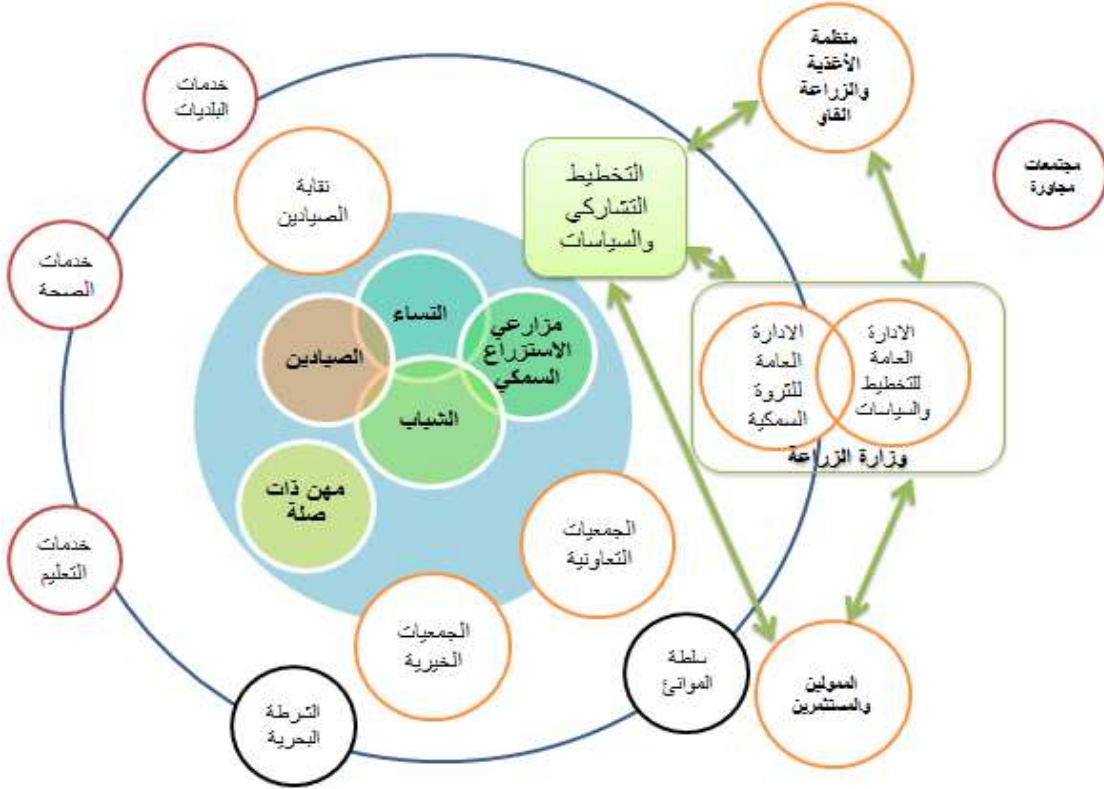 منظمة
الأغذية
والزراعة
الفاو
خدمات
البلديات
مجتمعات
مجاورة
نقابة
الصيادين
التخطيط
التشاركي
والسياسات
خدمات
الصحة
النساء
مزارعي
الاستزراع
السمكي
الصيادين
الشباب
الادارة
العامة
للتخطيط
والسياسات
الادارة
العامة
للثروة
السمكية
وزارة الزراعة
مهن ذات
صلة
خدمات
التعليم
الجمعيات
التعاونية
الجمعيات
الخيرية
سلطة
الموانئ
الممولين
والمستثمرين
الشرطة
البحرية